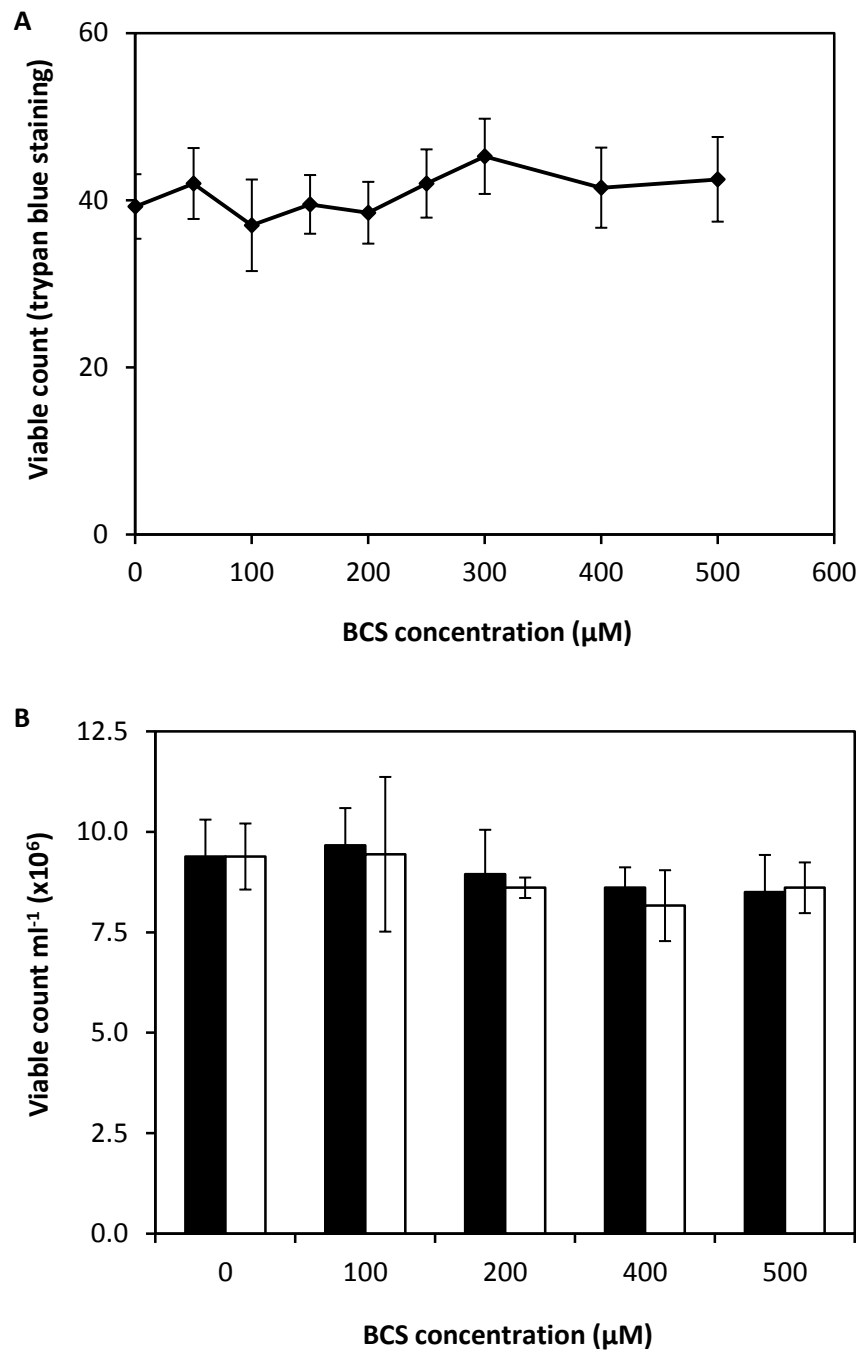 A
Viable count (trypan blue staining)
60
40
20
0
0 100 200 300 400 500 600
BCS concentration (µM)
B
Viable count ml⁻¹ (x10⁶)
12.5
10.0
7.5
5.0
2.5
0.0
0 100 200 400 500
BCS concentration (µM)